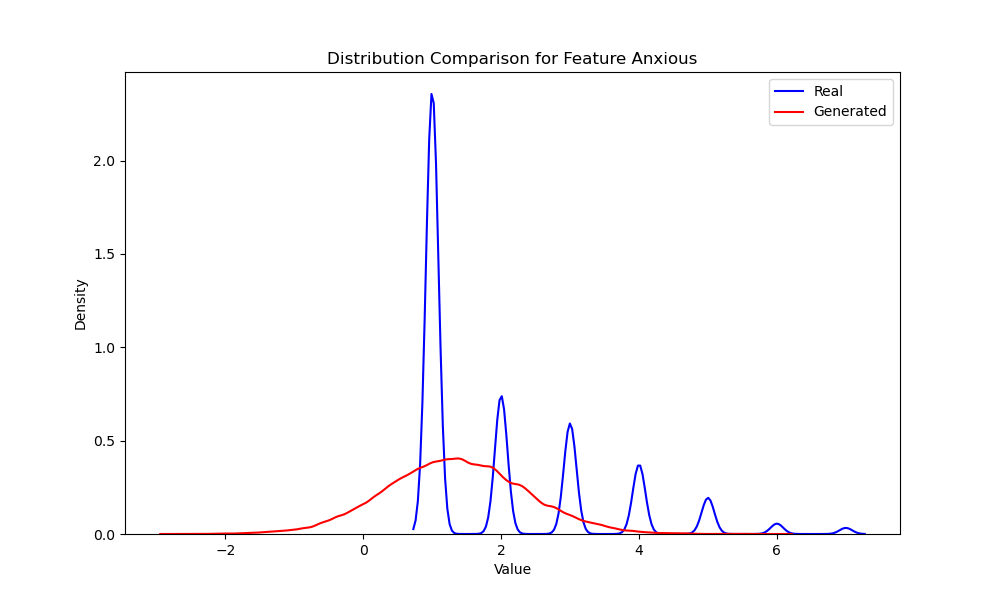 Distribution Comparison for Feature Anxious
Real
Generated
Density
2.0
1.5
1.0
0.5
0.0
−2
0
2
4
6
Value